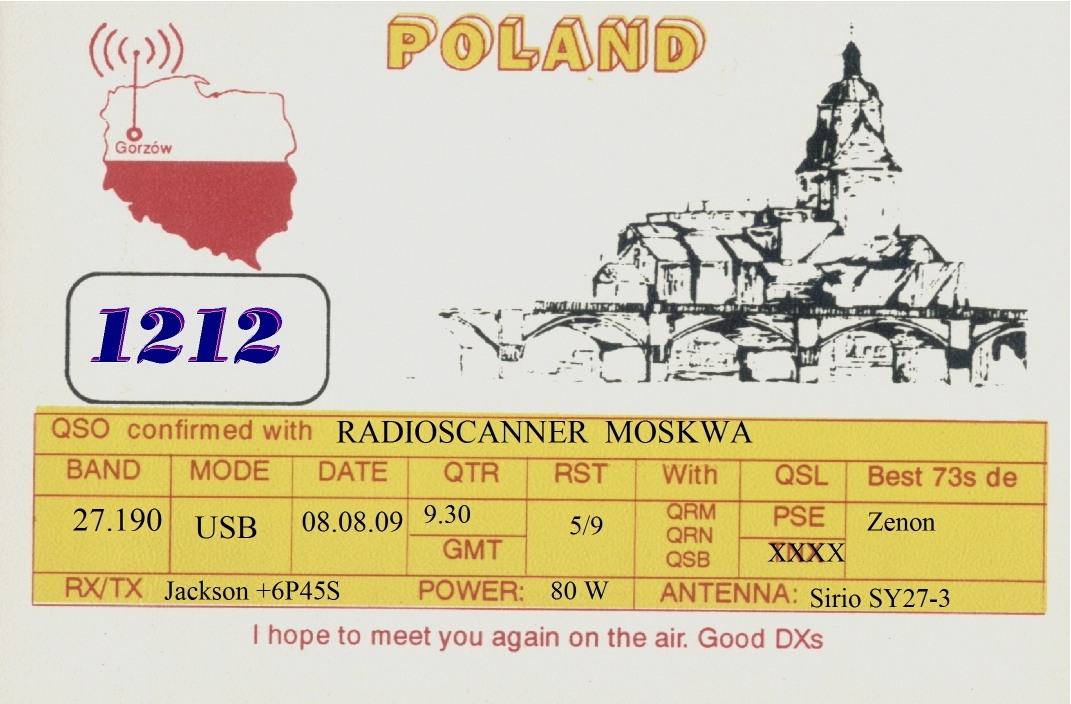 POLAND
Gorzów
1212
QSO confirmed with RADIOSCANNER MOSKWA
BAND MODE DATE QTR RST With QSL Best 73s de
27.190 USB 08.08.09 9.30 5/9 QRM PSE Zenon
QRN
GMT QSB XXXX
RX/TX Jackson +6P45S POWER: 80 W ANTENNA: Sirio SY27-3
I hope to meet you again on the air. Good DXs